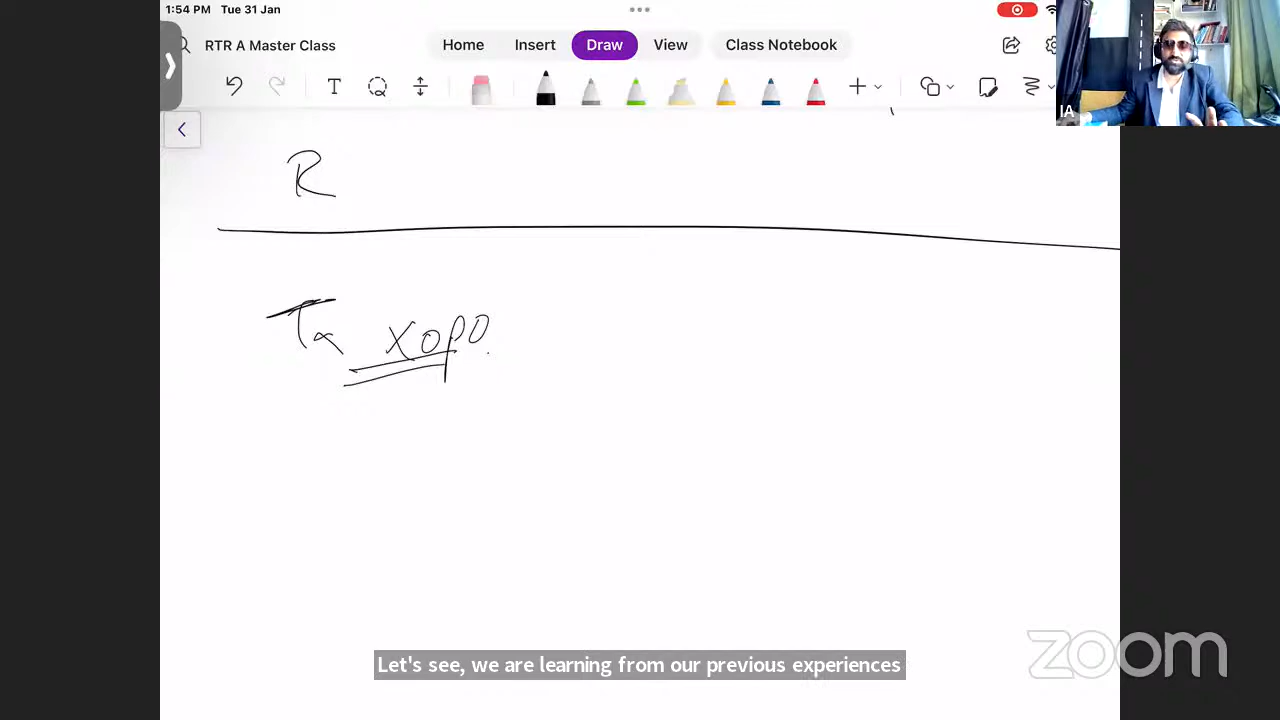 1:54 PM Tue 31 Jan
RTR A Master Class
Home Insert Draw View Class Notebook
T
IA
R
Tx XOPO
Let's see, we are learning from our previous experiences
zoom